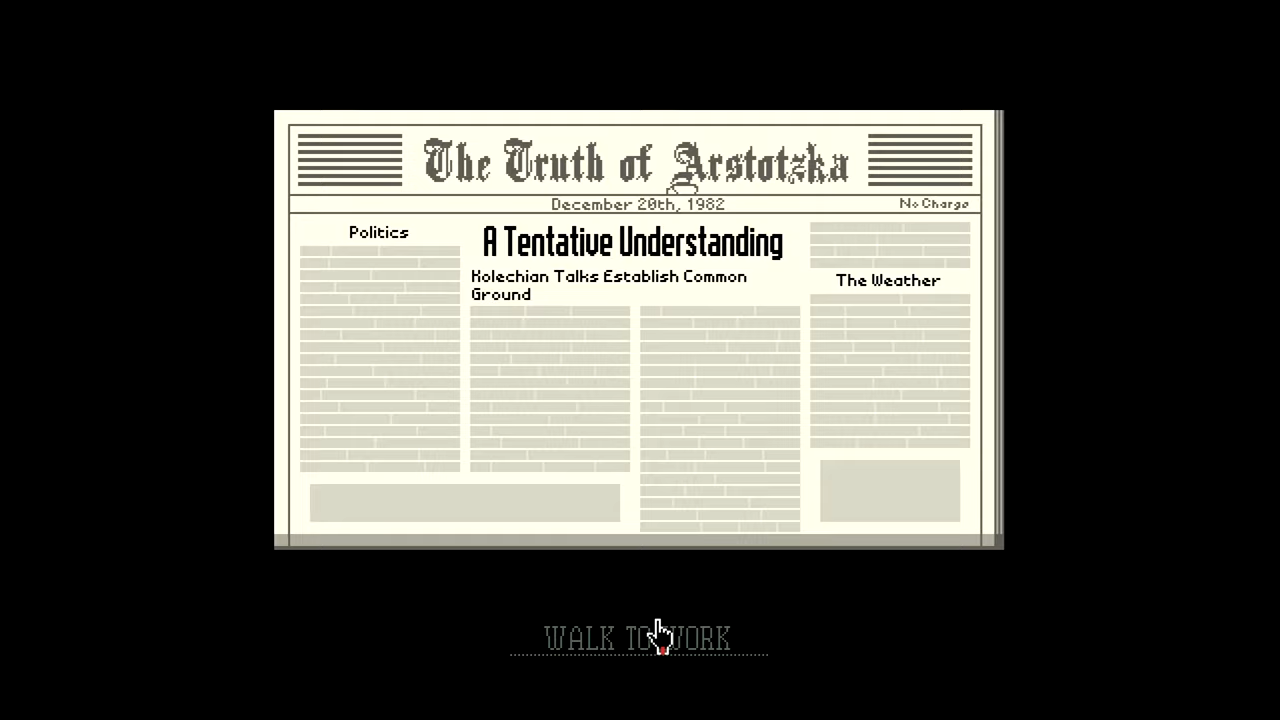 The Truth of Arstotzka
December 20th, 1982
No Charge
Politics
A Tentative Understanding
Kolechian Talks Establish Common
Ground
The Weather
WALK TO WORK